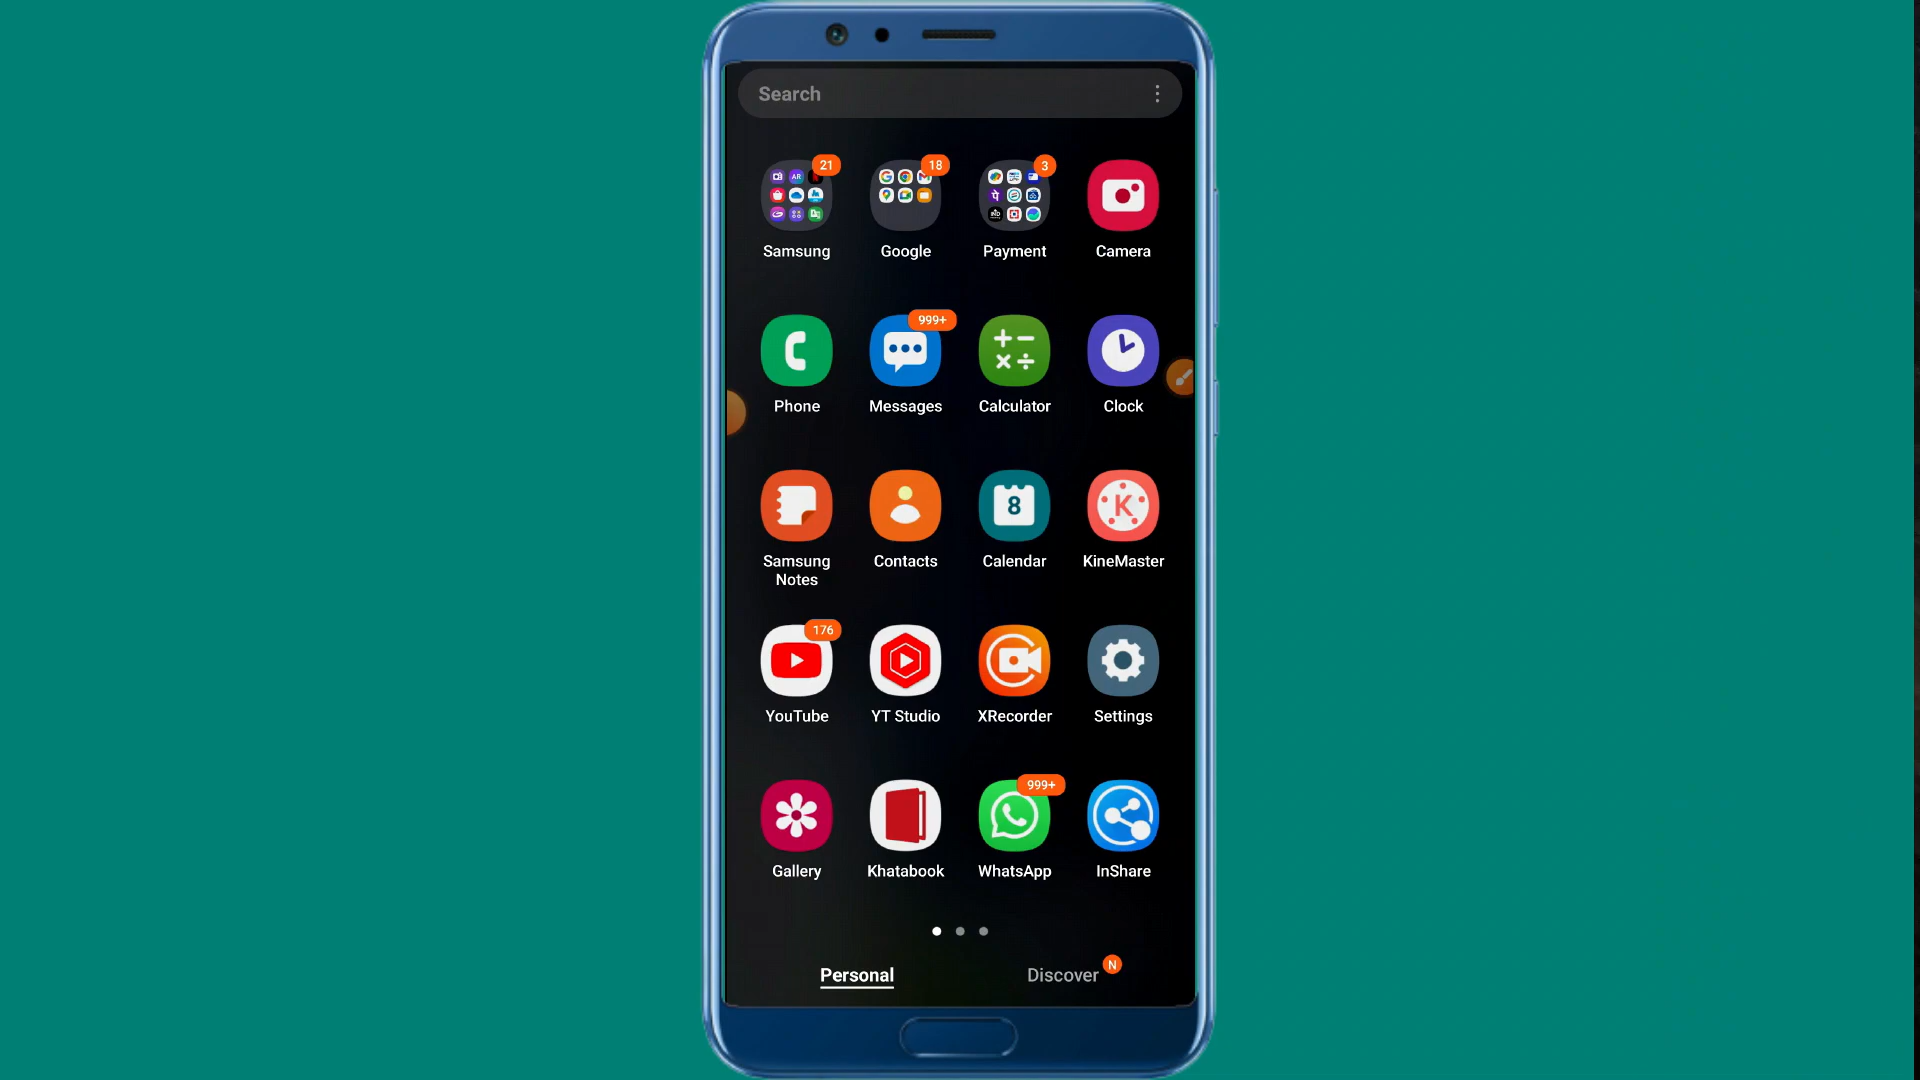 Search
21
18
3
Samsung
Google
Payment
Camera
999+
Phone
Messages
Calculator
Clock
8
K
Samsung
Notes
Contacts
Calendar
KineMaster
176
YouTube
YT Studio
XRecorder
Settings
999+
Gallery
Khatabook
WhatsApp
InShare
Personal
Discover
N